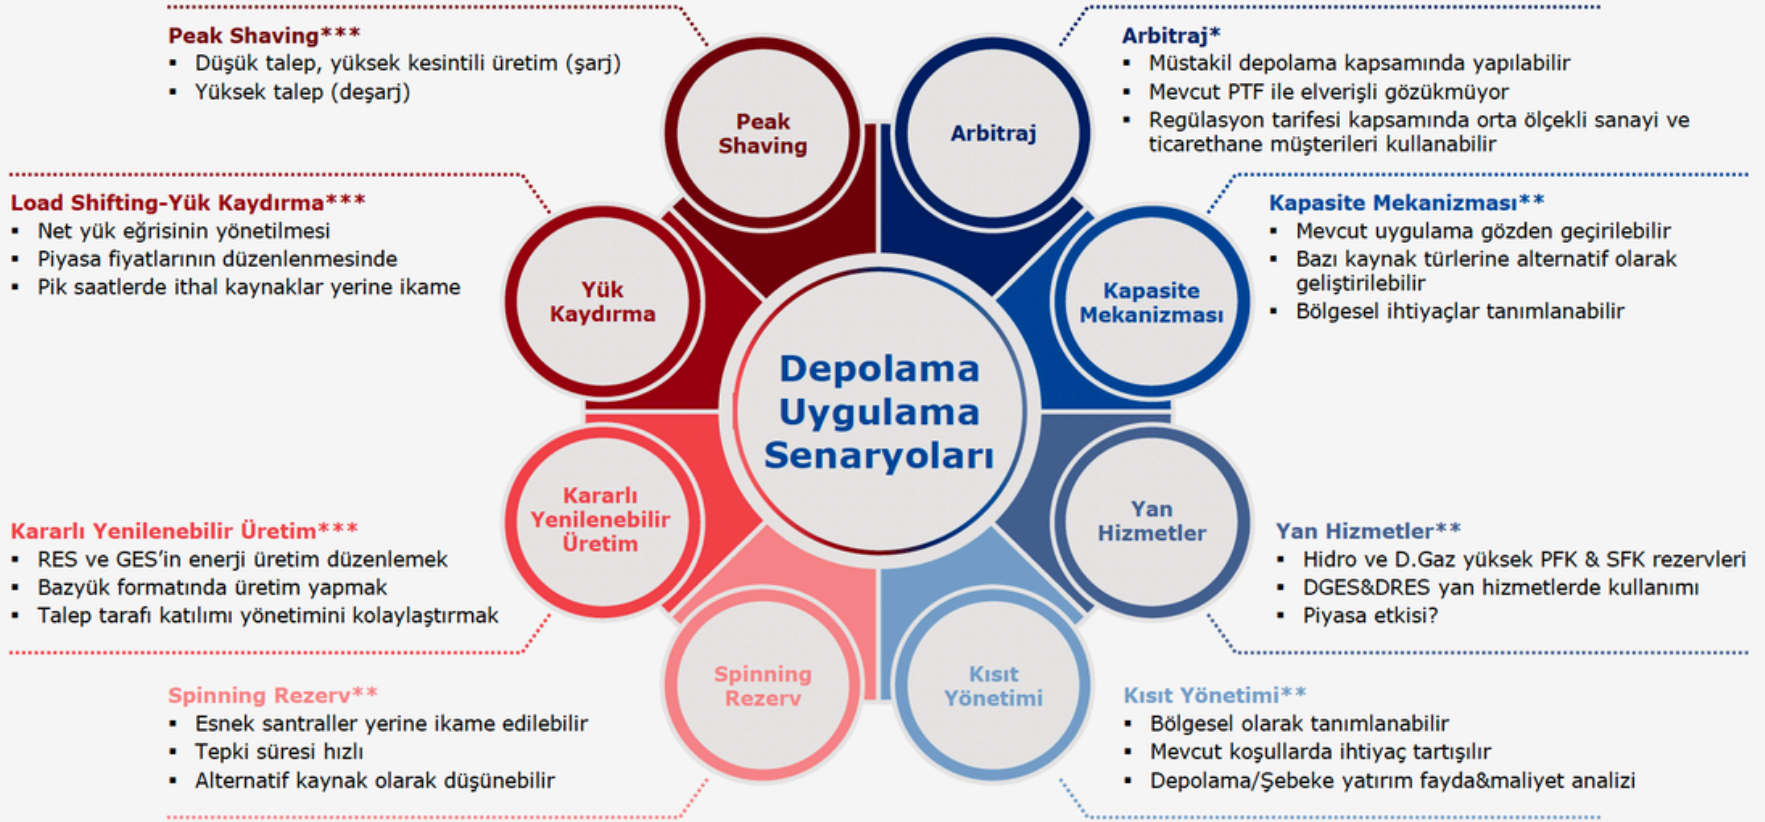 Peak Shaving***
▪ Düşük talep, yüksek kesintili üretim (şarj)
▪ Yüksek talep (deşarj)
Arbitraj*
▪ Müstakil depolama kapsamında yapılabilir
▪ Mevcut PTF ile elverişli gözükmüyor
▪ Regülasyon tarifesi kapsamında orta ölçekli sanayi ve
ticarethane müşterileri kullanabilir
Peak
Shaving
Arbitraj
Load Shifting-Yük Kaydırma***
▪ Net yük eğrisinin yönetilmesi
▪ Piyasa fiyatlarının düzenlenmesinde
▪ Pik saatlerde ithal kaynaklar yerine ikame
Yük
Kaydırma
Kapasite
Mekanizması
Kapasite Mekanizması**
▪ Mevcut uygulama gözden geçirilebilir
▪ Bazı kaynak türlerine alternatif olarak
geliştirilebilir
▪ Bölgesel ihtiyaçlar tanımlanabilir
Depolama
Uygulama
Senaryoları
Kararlı Yenilenebilir Üretim***
▪ RES ve GES’in enerji üretim düzenlemek
▪ Bazyük formatında üretim yapmak
▪ Talep tarafı katılımı yönetimini kolaylaştırmak
Kararlı
Yenilenebilir
Üretim
Yan
Hizmetler
Yan Hizmetler**
▪ Hidro ve D.Gaz yüksek PFK & SFK rezervleri
▪ DGES&DRES yan hizmetlerde kullanımı
▪ Piyasa etkisi?
Spinning Rezerv**
▪ Esnek santraller yerine ikame edilebilir
▪ Tepki süresi hızlı
▪ Alternatif kaynak olarak düşünebilir
Spinning
Rezerv
Kısıt
Yönetimi
Kısıt Yönetimi**
▪ Bölgesel olarak tanımlanabilir
▪ Mevcut koşullarda ihtiyaç tartışılır
▪ Depolama/Şebeke yatırım fayda&maliyet analizi